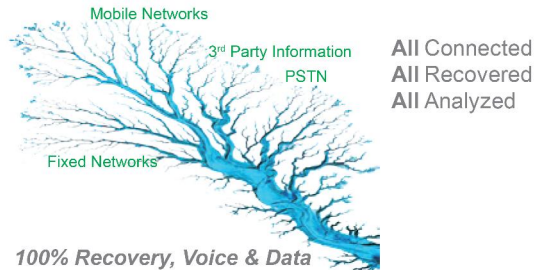 Mobile Networks
3rd Party Information
PSTN
Fixed Networks
100% Recovery, Voice & Data
All Connected
All Recovered
All Analyzed